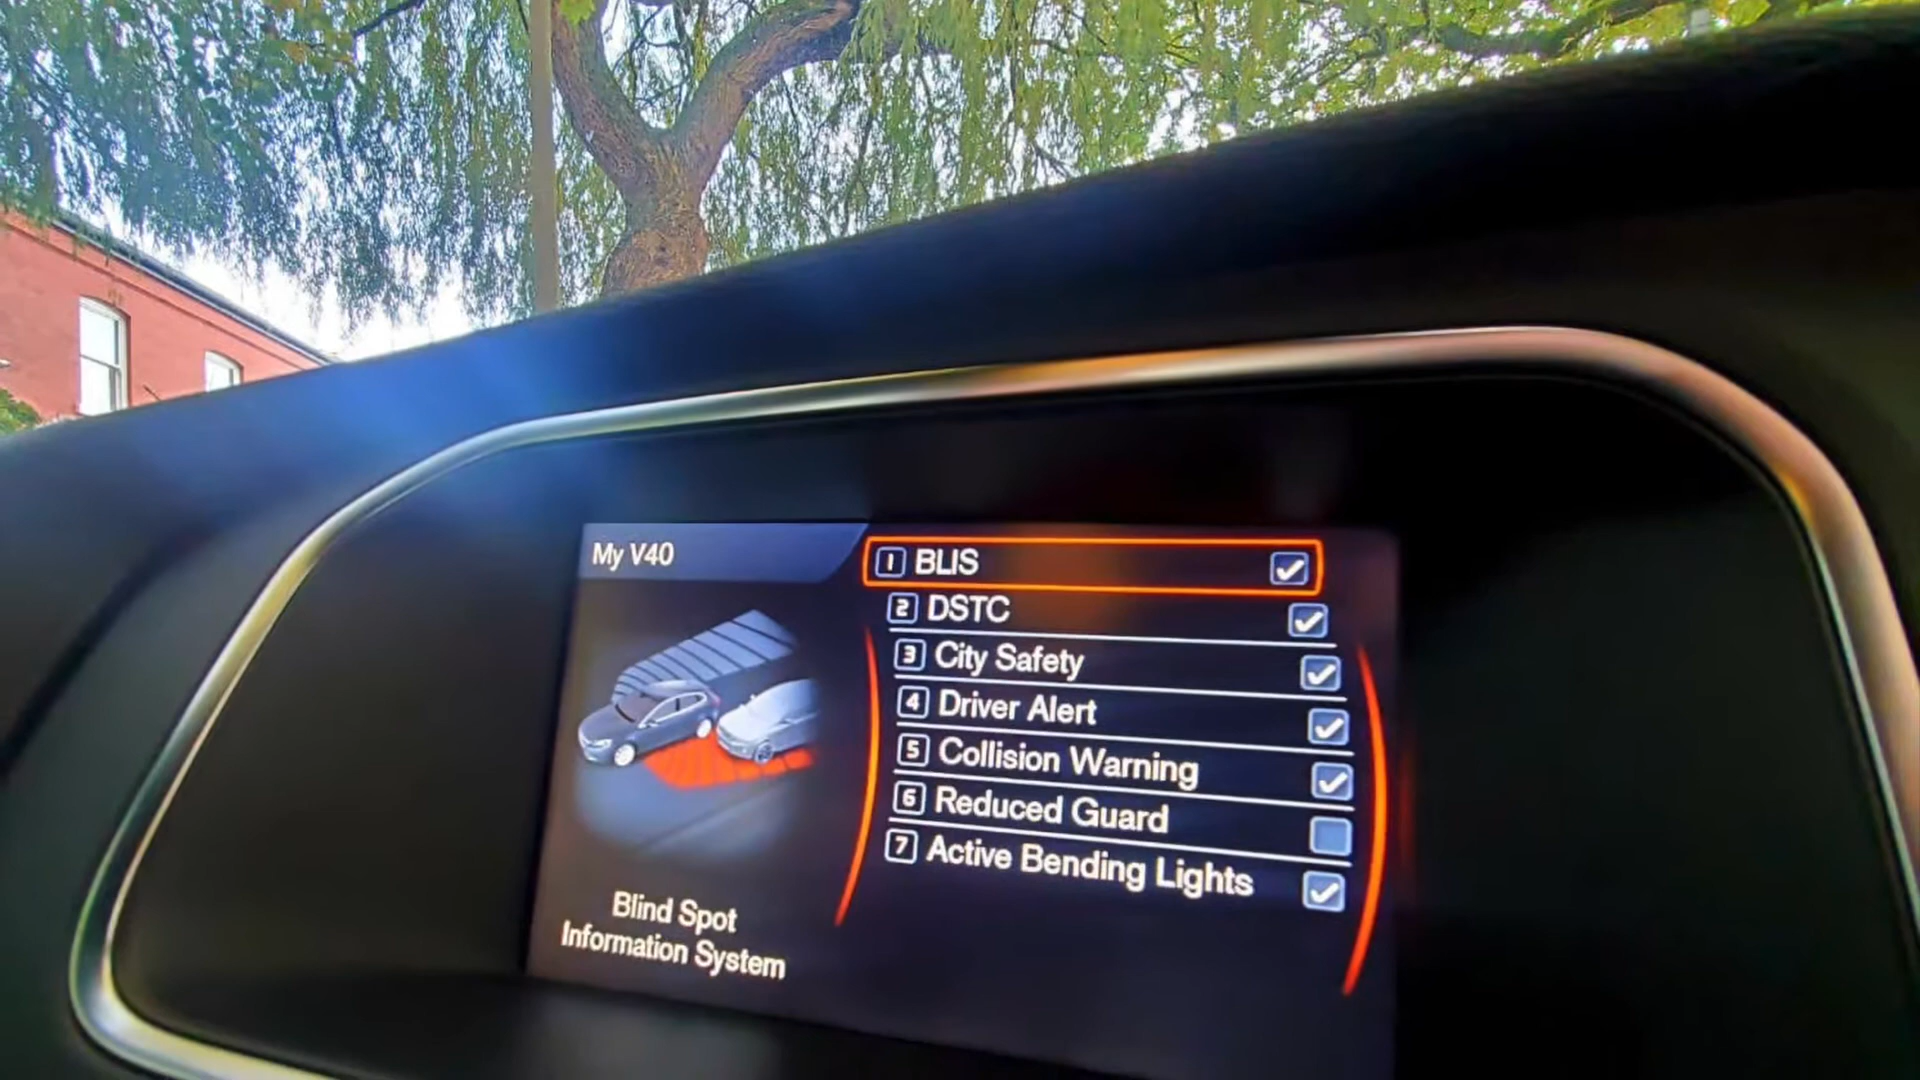 My V40
1 BLIS
2 DSTC
3 City Safety
4 Driver Alert
5 Collision Warning
6 Reduced Guard
7 Active Bending Lights
Blind Spot
Information System